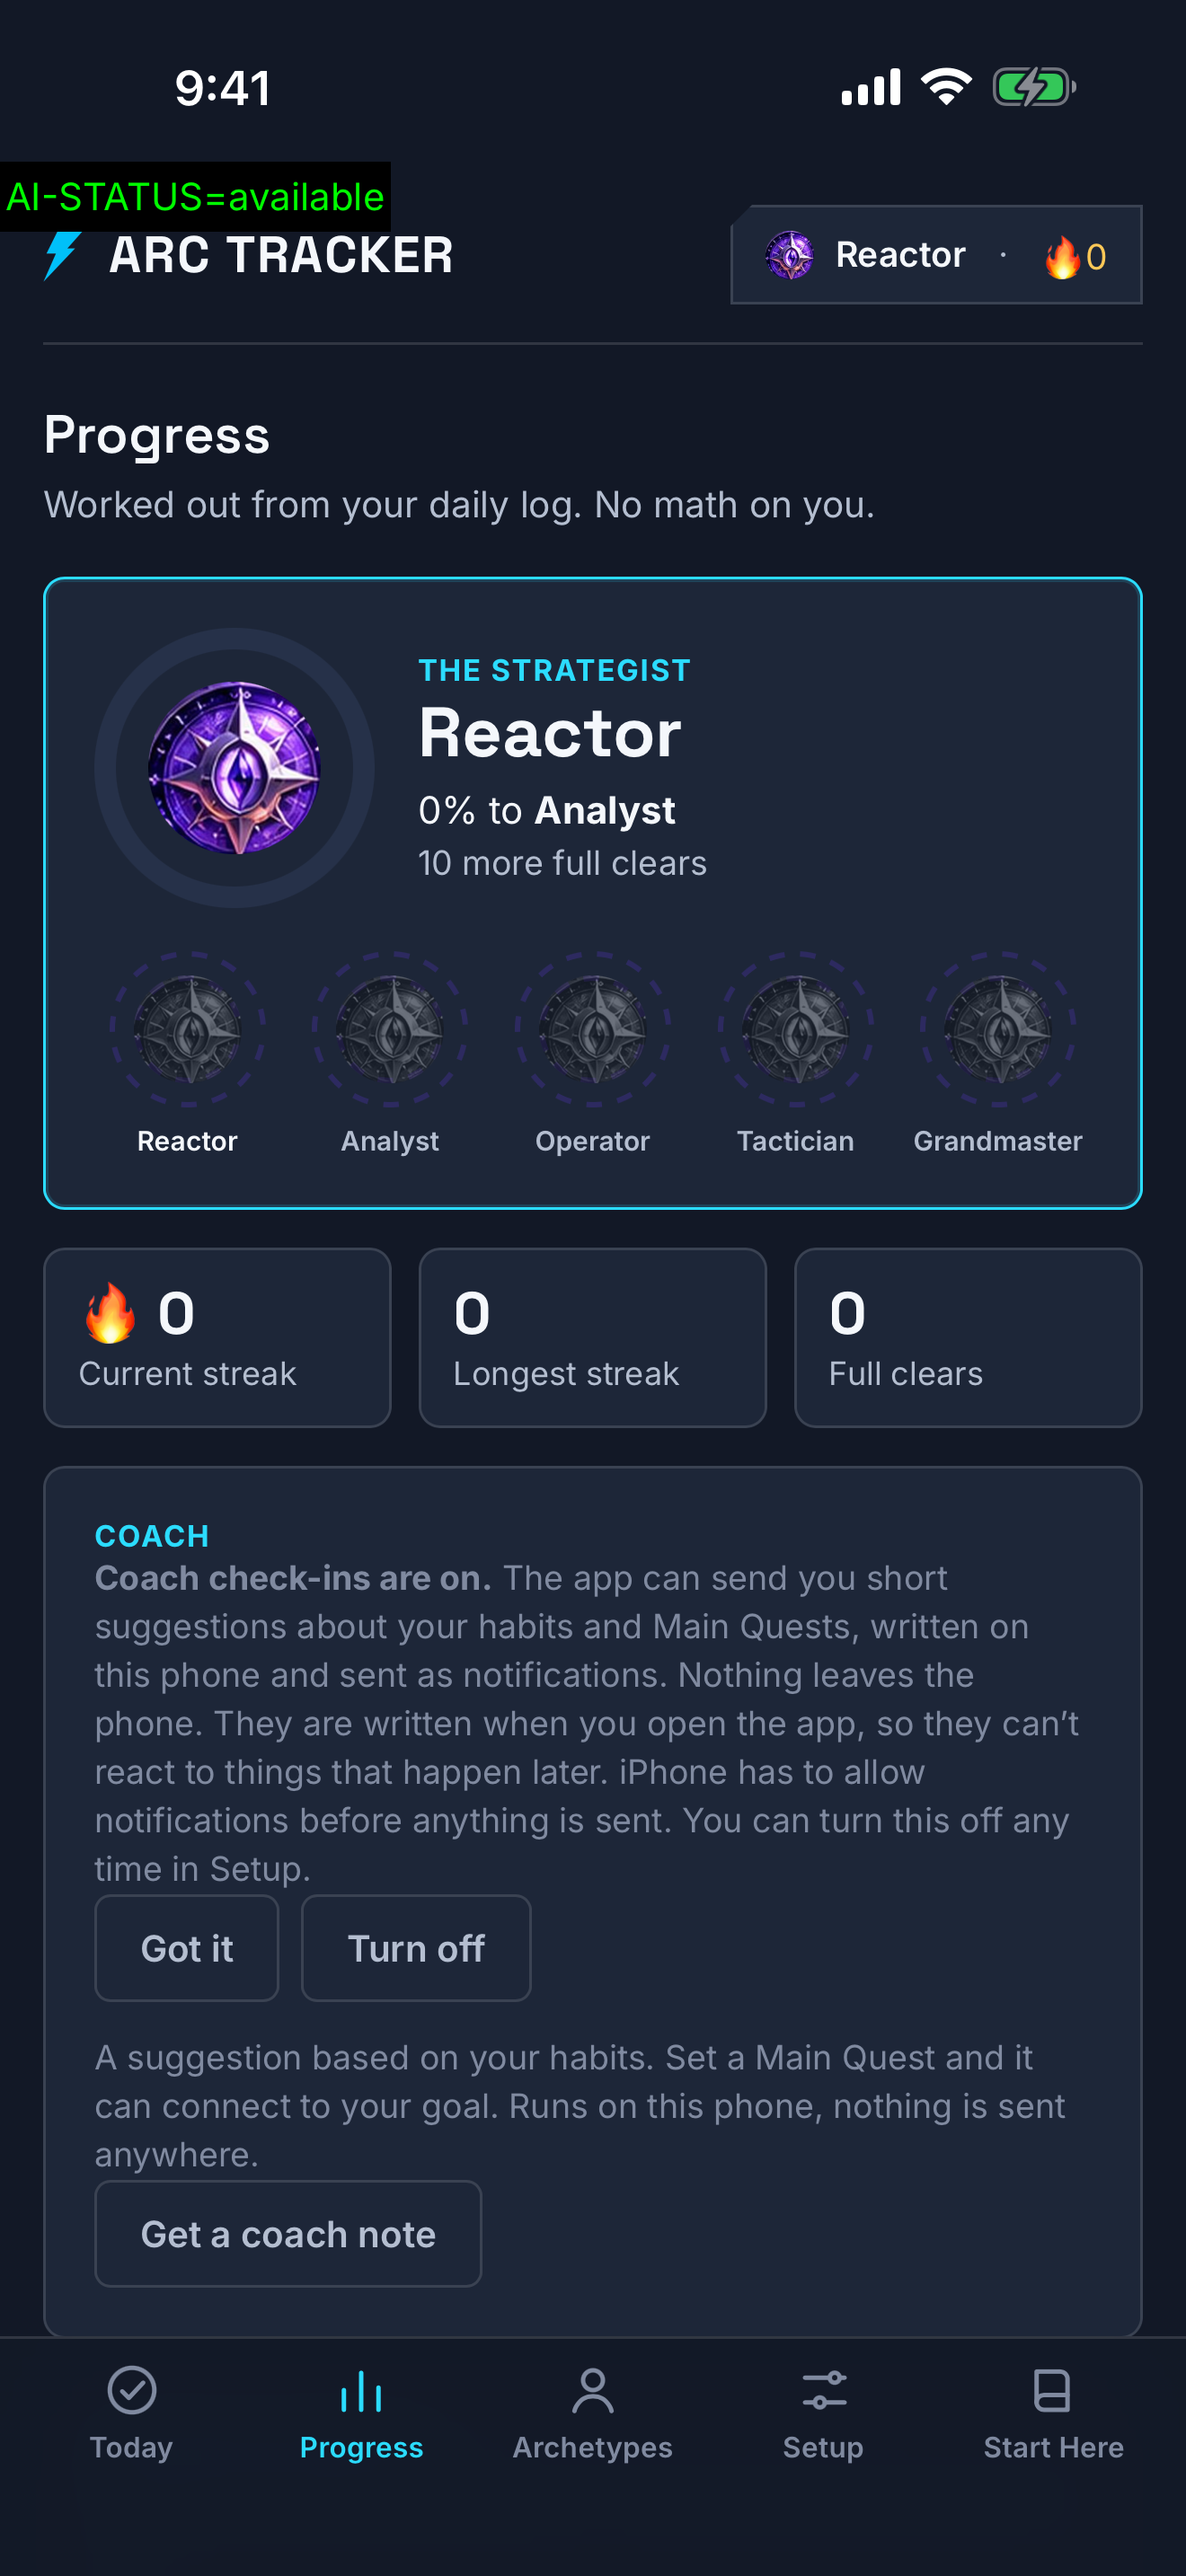 9:41
AI-STATUS=available
ARC TRACKER
Reactor · 🔥0
Progress
Worked out from your daily log. No math on you.
THE STRATEGIST
Reactor
0% to Analyst
10 more full clears
Reactor
Analyst
Operator
Tactician
Grandmaster
🔥 0
Current streak
0
Longest streak
0
Full clears
COACH
Coach check-ins are on. The app can send you short
suggestions about your habits and Main Quests, written on
this phone and sent as notifications. Nothing leaves the
phone. They are written when you open the app, so they can’t
react to things that happen later. iPhone has to allow
notifications before anything is sent. You can turn this off any
time in Setup.
Got it
Turn off
A suggestion based on your habits. Set a Main Quest and it
can connect to your goal. Runs on this phone, nothing is sent
anywhere.
Get a coach note
Today
Progress
Archetypes
Setup
Start Here